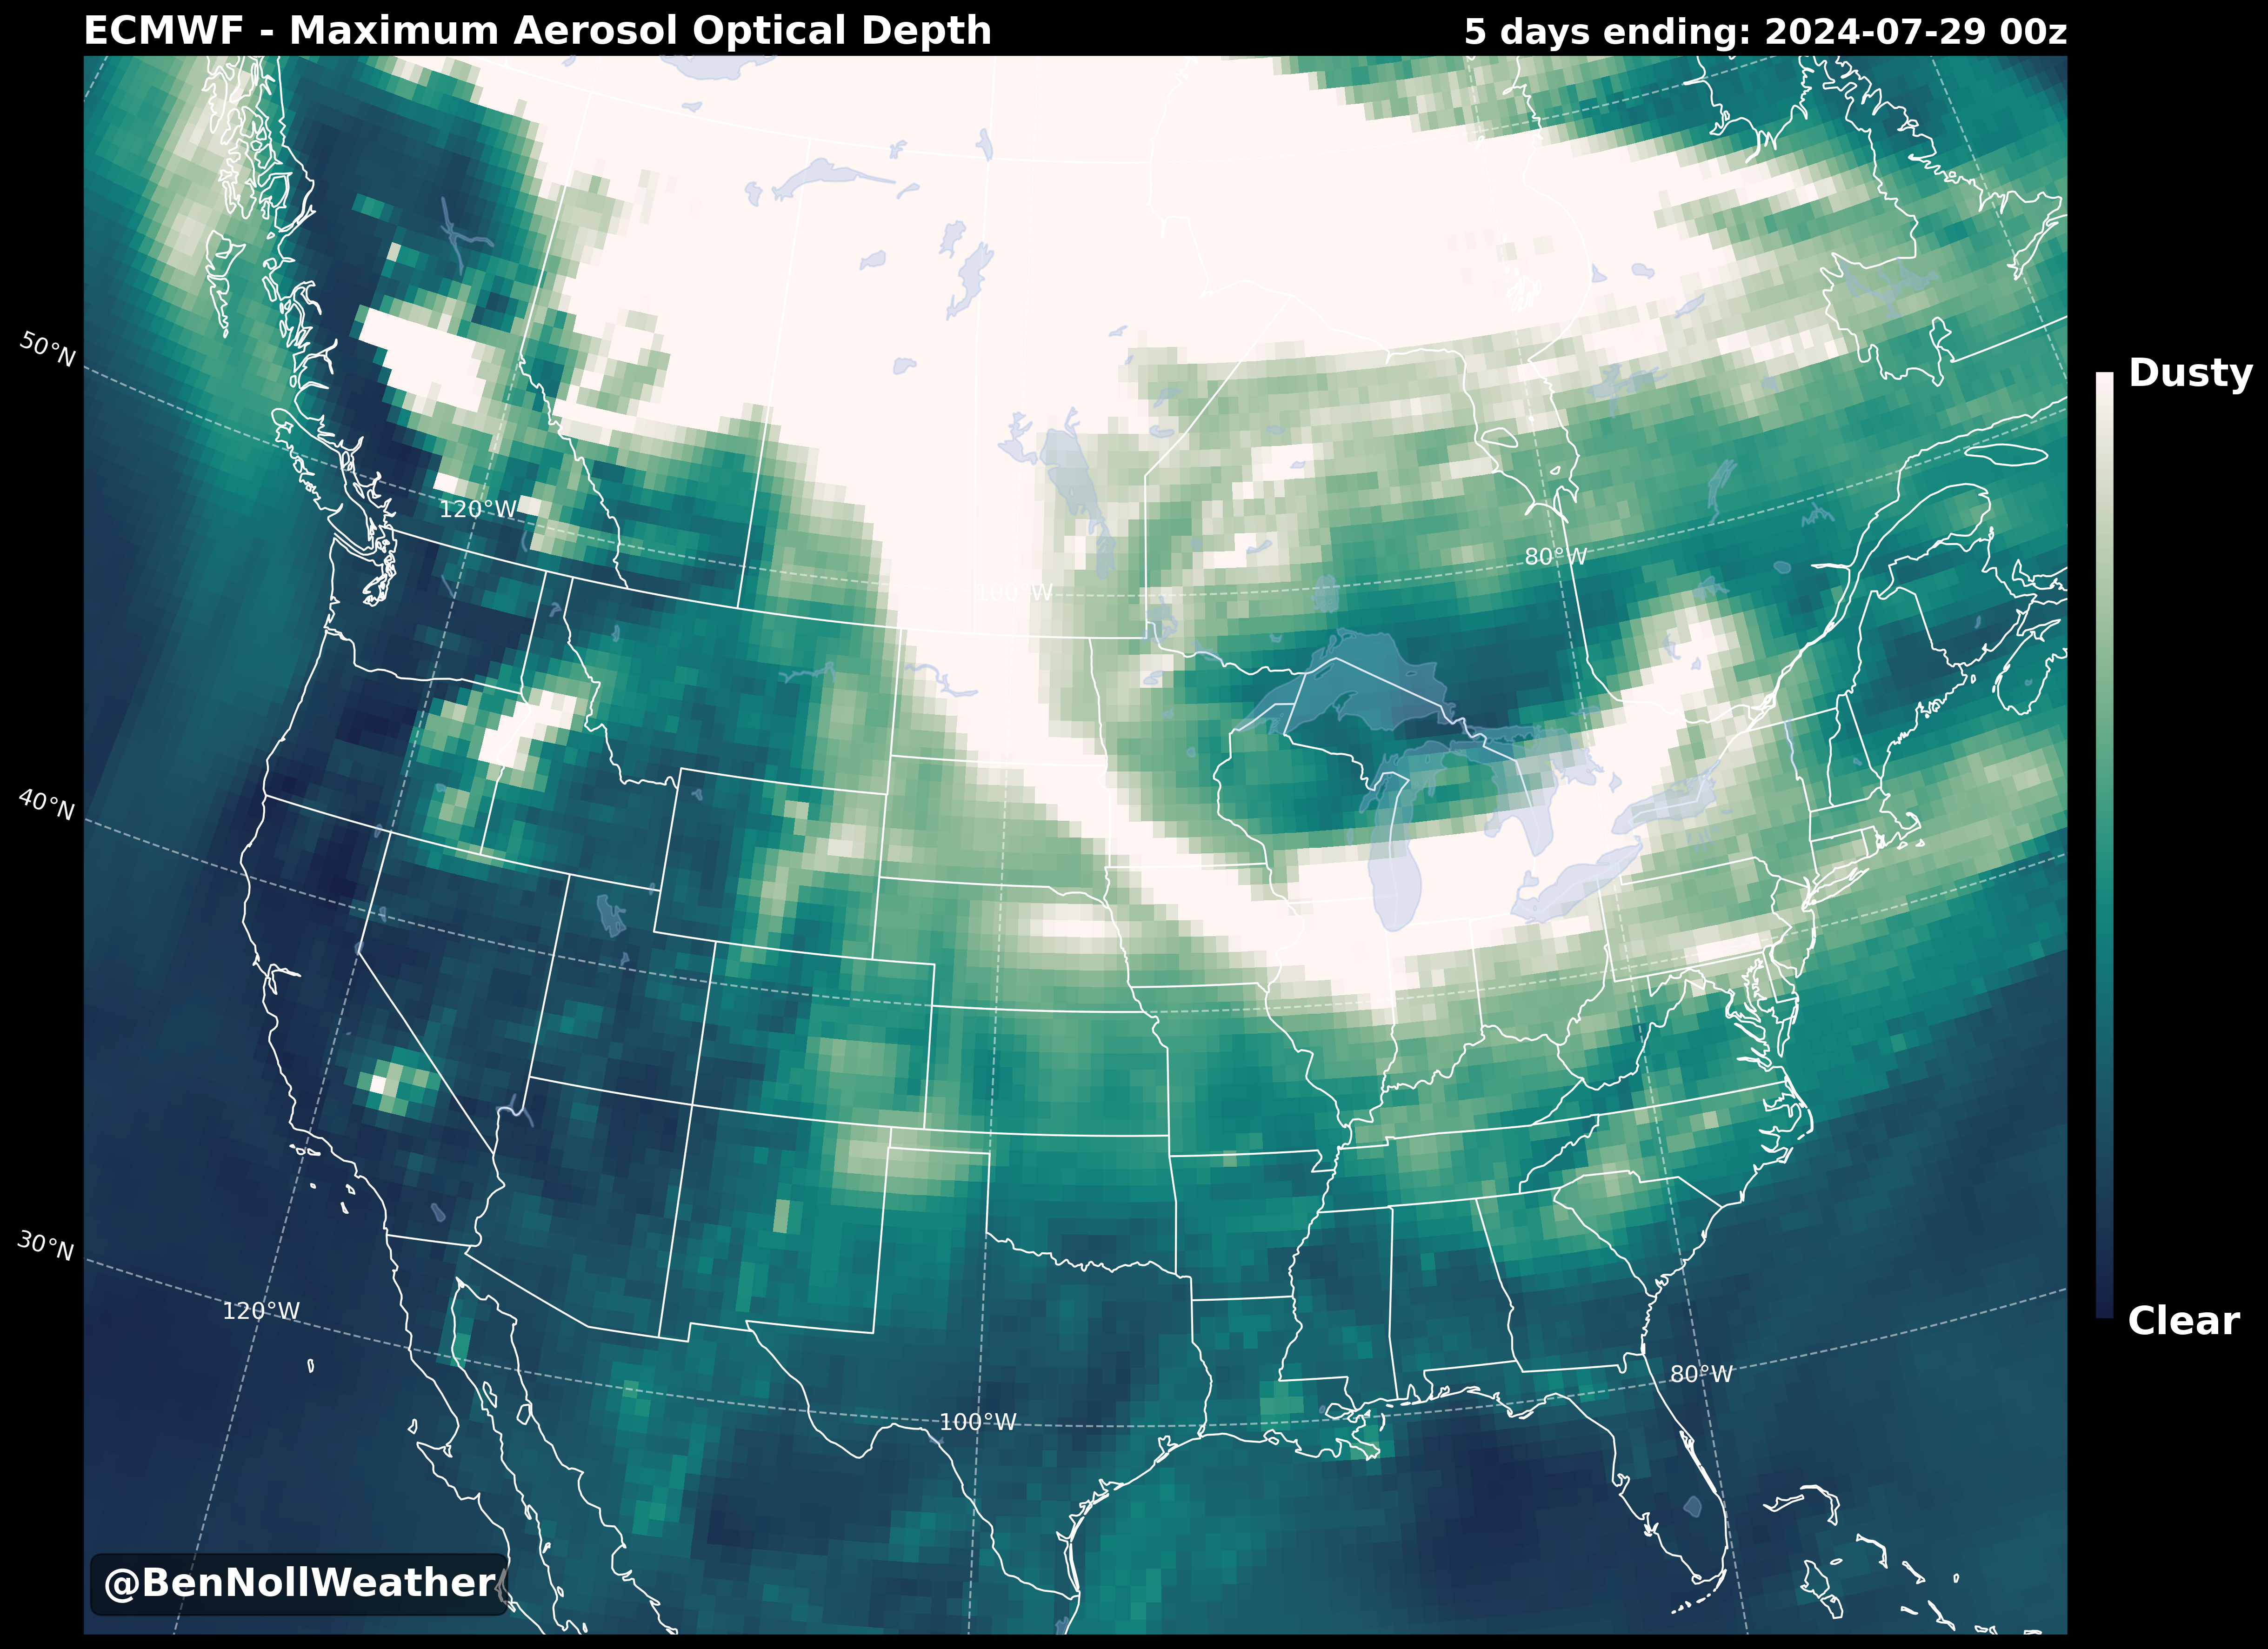 ECMWF - Maximum Aerosol Optical Depth
5 days ending: 2024-07-29 00z
50°N
Dusty
120°W
80°W
100°W
40°N
30°N
120°W
Clear
80°W
100°W
@BenNollWeather